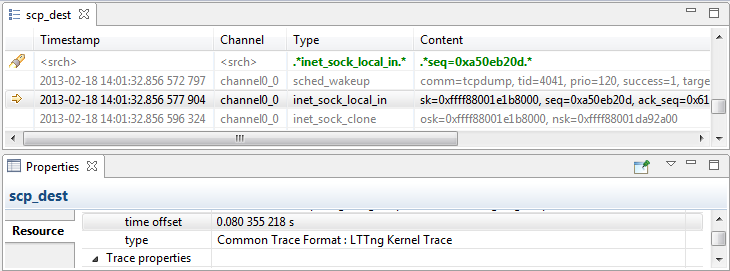 scp_dest
Timestamp Channel Type Content
<srch> <srch> .*inet_sock_local_in.* .*seq=0xa50eb20d.*
2013-02-18 14:01:32.856 572 797 channel0_0 sched_wakeup comm=tcpdump, tid=4041, prio=120, success=1, targe
2013-02-18 14:01:32.856 577 904 channel0_0 inet_sock_local_in sk=0xffff88001e1b8000, seq=0xa50eb20d, ack_seq=0x61
2013-02-18 14:01:32.856 596 324 channel0_0 inet_sock_clone osk=0xffff88001e1b8000, nsk=0xffff88001da92a00
Properties
scp_dest
Resource
time offset 0.080 355 218 s
type Common Trace Format : LTTng Kernel Trace
Trace properties